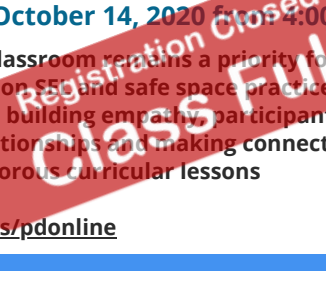 October 14, 2020 from 4:00
lassroom remains a priority fo
on SEL and safe space practice
building empathy, participant
tionships and making connect
orous curricular lessons
s/pdonline
Registration Closed
Class Full